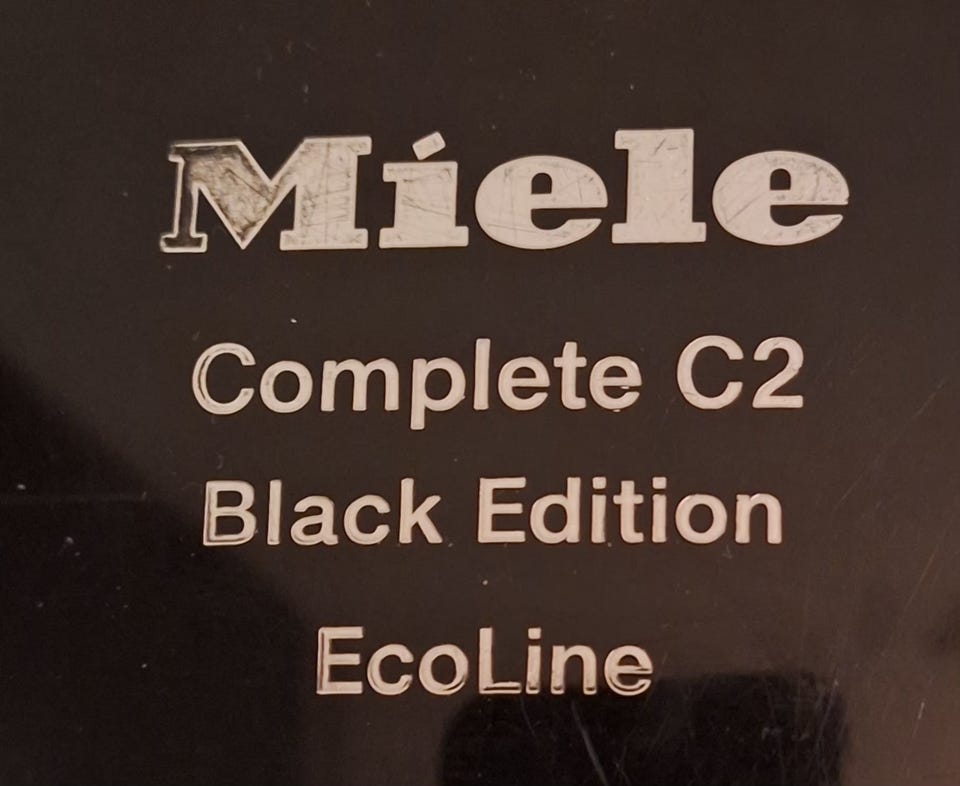 Miele
Complete C2
Black Edition
EcoLine